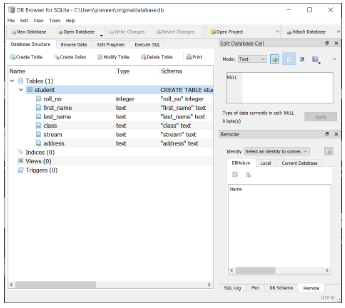 DB Browser for SQLite - C:\Users\praveen\original\database.db
File Edit View Tools Help
New Database Open Database Write Changes Revert Changes Open Project Attach Database
Database Structure Browse Data Edit Pragmas Execute SQL
Create Table Create Index Modify Table Delete Table Print
Name Type Schema
Tables (1)
student CREATE TABLE stu
roll_no integer "roll_no" integer
first_name text "first_name" text
last_name text "last_name" text
class text "class" text
stream text "stream" text
address text "address" text
Indices (0)
Views (0)
Triggers (0)
Edit Database Cell
Mode: Text
NULL
Type of data currently in cell: NULL
0 byte(s)
Apply
Remote
Identity Select an identity to connec
DBHub.io Local Current Database
Name
SQL Log Plot DB Schema Remote
UTF-8